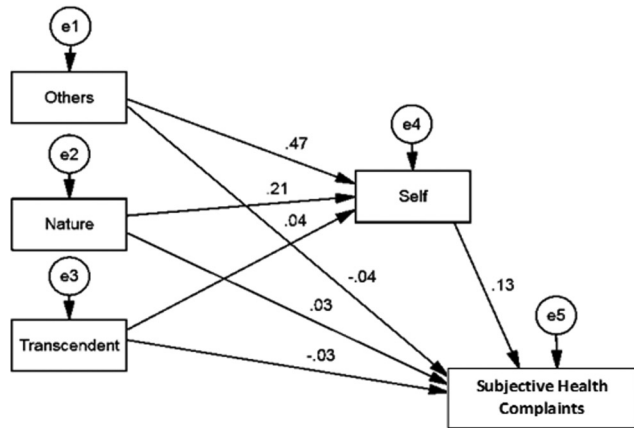 e1
Others
e4
.47
e2
.21
Self
Nature
.04
e3
-.04
.13
.03
e5
Transcendent
-.03
Subjective Health
Complaints